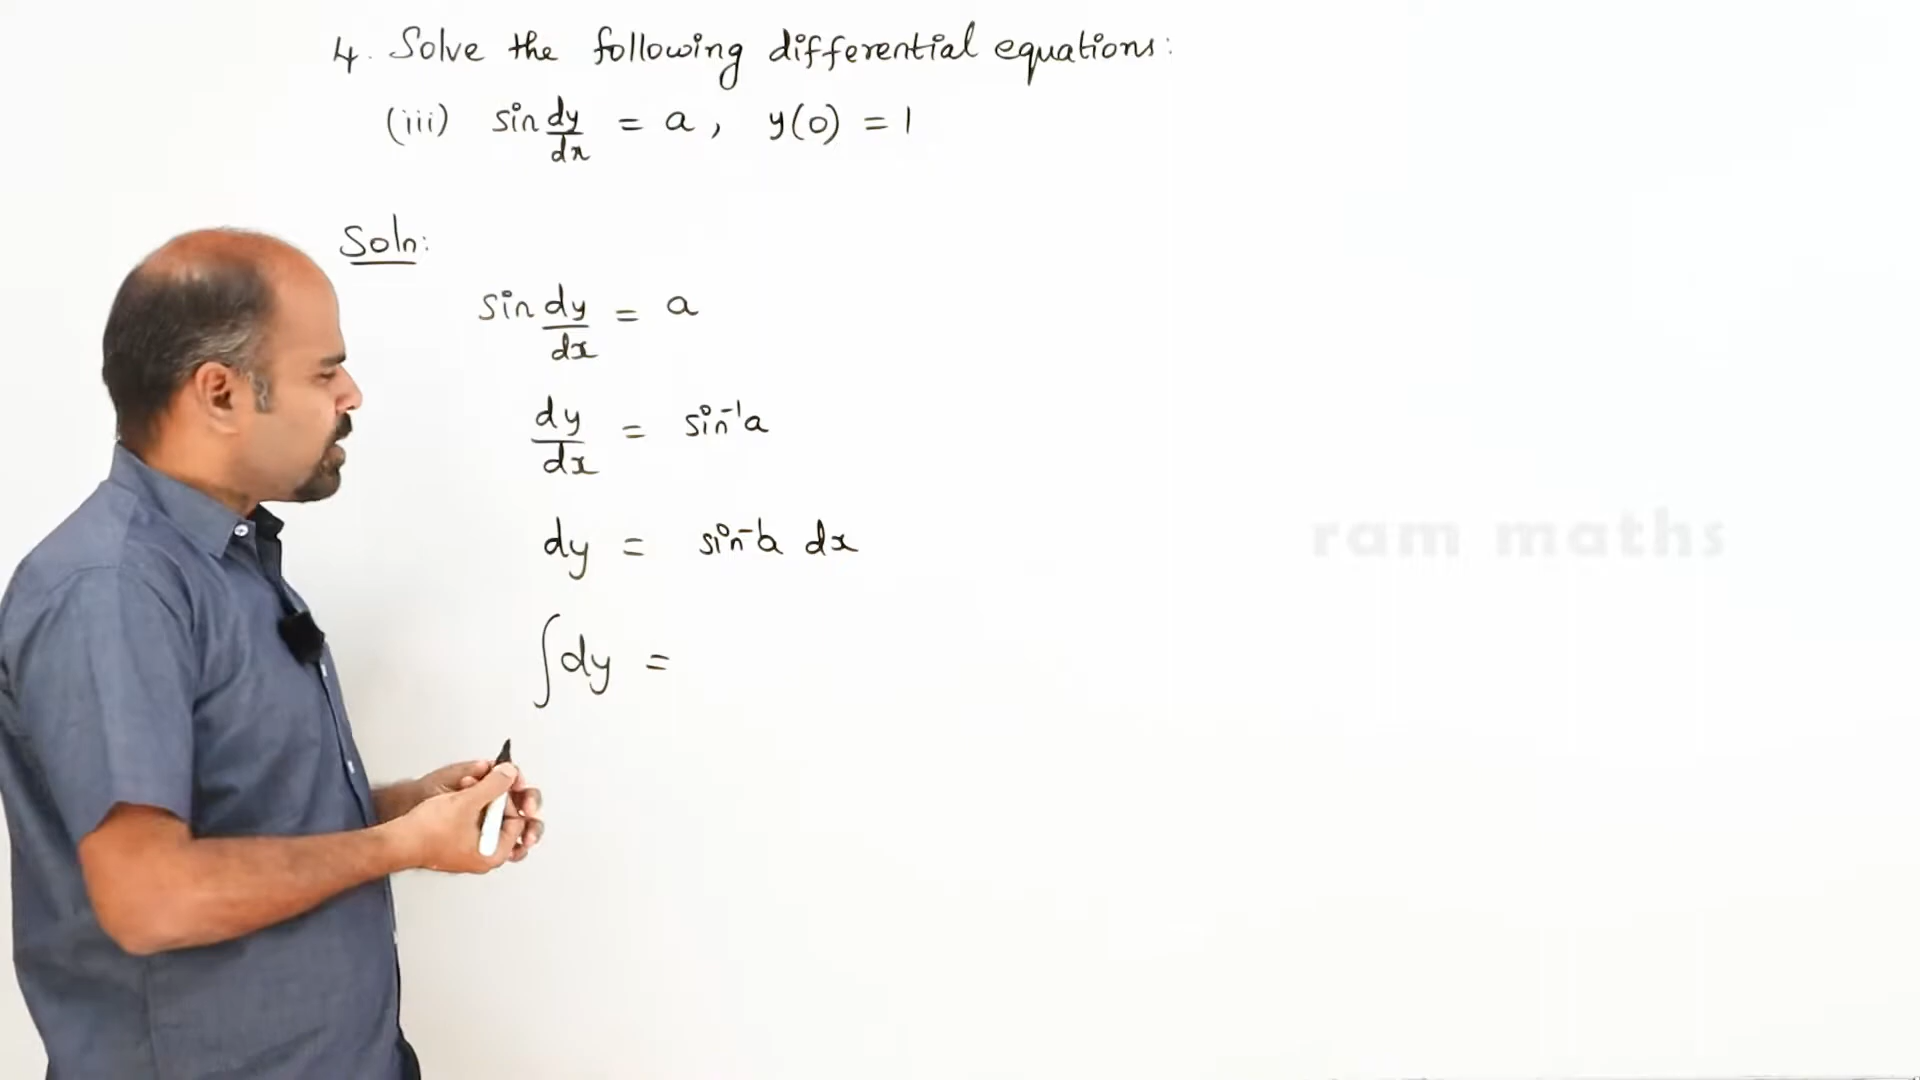 4. Solve the following differential equations:
(iii) sin dy/dx = a, y(0) = 1
Soln:
sin dy/dx = a
dy/dx = sin⁻¹a
dy = sin⁻¹a dx
ram maths
∫dy =